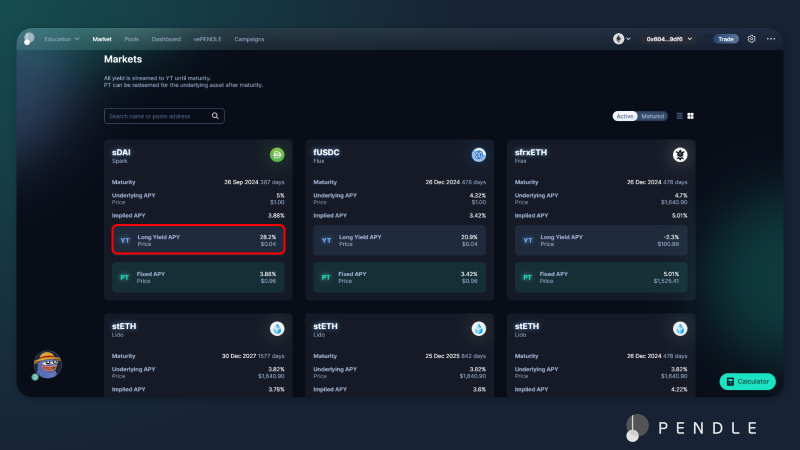 Education Market Pools Dashboard vePENDLE Campaigns 0x604...9df6 Trade
Markets
All yield is streamed to YT until maturity.
PT can be redeemed for the underlying asset after maturity.
Search name or paste address Active Matured
sDAI
Spark
Maturity 26 Sep 2024 387 days
Underlying APY 5%
Price $1.00
Implied APY 3.88%
YT Long Yield APY 28.2%
Price $0.04
PT Fixed APY 3.88%
Price $0.96
fUSDC
Flux
Maturity 26 Dec 2024 478 days
Underlying APY 4.32%
Price $1.00
Implied APY 3.42%
YT Long Yield APY 20.9%
Price $0.04
PT Fixed APY 3.42%
Price $0.96
sfrxETH
Frax
Maturity 26 Dec 2024 478 days
Underlying APY 4.7%
Price $1,640.90
Implied APY 5.01%
YT Long Yield APY -2.3%
Price $100.99
PT Fixed APY 5.01%
Price $1,525.41
stETH
Lido
Maturity 30 Dec 2027 1577 days
Underlying APY 3.82%
Price $1,640.90
Implied APY 3.78%
stETH
Lido
Maturity 25 Dec 2025 842 days
Underlying APY 3.82%
Price $1,640.90
Implied APY 3.6%
stETH
Lido
Maturity 26 Dec 2024 478 days
Underlying APY 3.82%
Price $1,640.90
Implied APY 4.22%
Calculator
PENDLE